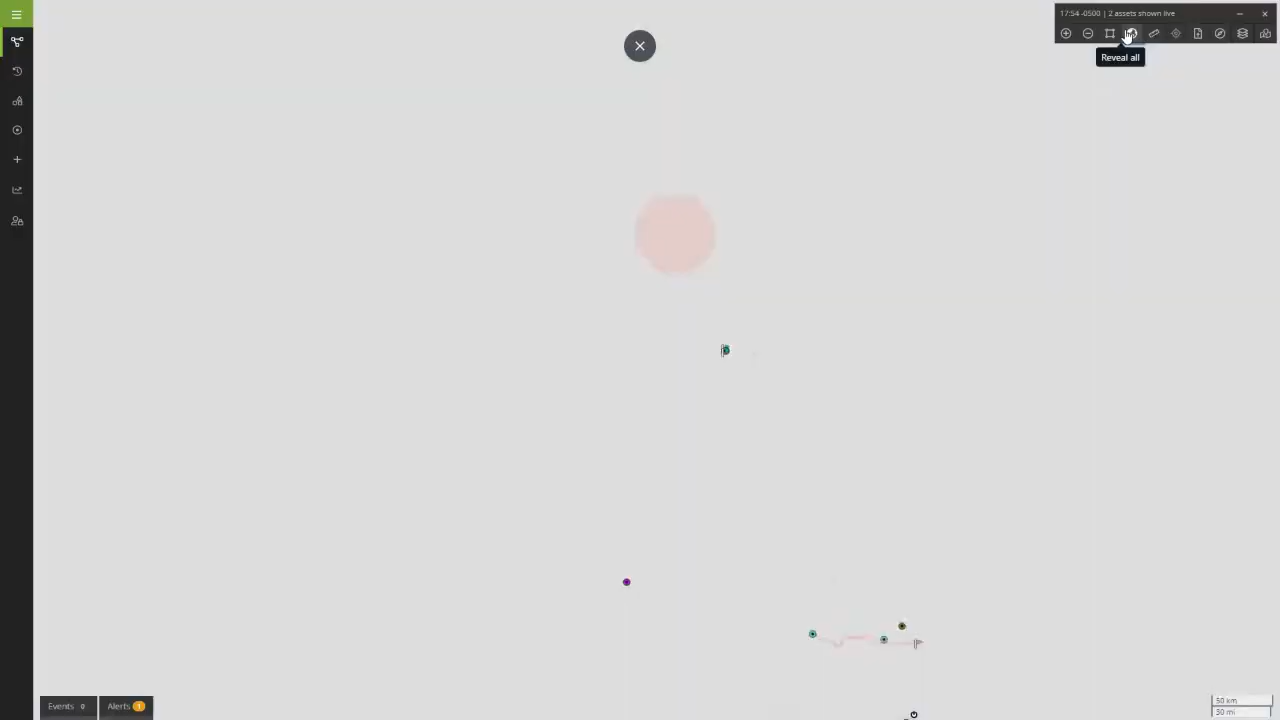 17:54 -0500 | 2 assets shown live
Reveal all
Events 0
Alerts 1
50 km
30 mi